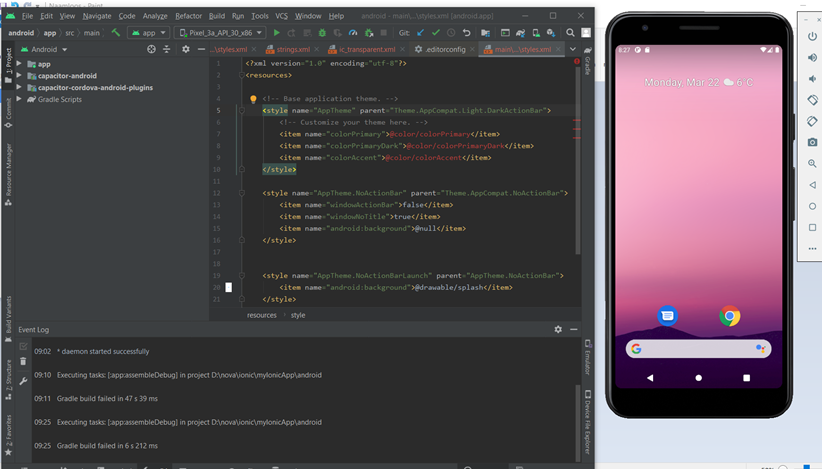 File Edit View Navigate Code Analyze Refactor Build Run Tools VCS Window Help android - main\...\styles.xml [android.app]
android app src main app Pixel_3a_API_30_x86 Git:
Android ...\styles.xml strings.xml ic_transparent.xml .editorconfig main\...\styles.xml
app
capacitor-android
capacitor-cordova-android-plugins
Gradle Scripts
1: Project
Commit
Resource Manager
Build Variants
Z: Structure
2: Favorites
1 <?xml version="1.0" encoding="utf-8"?>
2 <resources>
3
4 <!-- Base application theme. -->
5 <style name="AppTheme" parent="Theme.AppCompat.Light.DarkActionBar">
6 <!-- Customize your theme here. -->
7 <item name="colorPrimary">@color/colorPrimary</item>
8 <item name="colorPrimaryDark">@color/colorPrimaryDark</item>
9 <item name="colorAccent">@color/colorAccent</item>
10 </style>
11
12 <style name="AppTheme.NoActionBar" parent="Theme.AppCompat.NoActionBar">
13 <item name="windowActionBar">false</item>
14 <item name="windowNoTitle">true</item>
15 <item name="android:background">@null</item>
16 </style>
17
18
19 <style name="AppTheme.NoActionBarLaunch" parent="AppTheme.NoActionBar">
20 <item name="android:background">@drawable/splash</item>
21 </style>
resources style
Gradle
Emulator
Device File Explorer
Event Log
09:02 * daemon started successfully
09:10 Executing tasks: [:app:assembleDebug] in project D:\nova\ionic\myIonicApp\android
09:11 Gradle build failed in 47 s 39 ms
09:25 Executing tasks: [:app:assembleDebug] in project D:\nova\ionic\myIonicApp\android
09:25 Gradle build failed in 6 s 212 ms
8:27
Monday, Mar 22 6°C
G